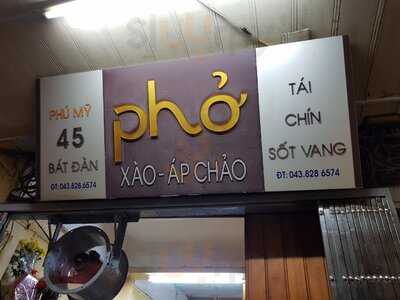 PHÚ MỸ
45
BÁT ĐÀN
ĐT: 043.828 6574
phở
XÀO - ÁP CHẢO
TÁI
CHÍN
SỐT VANG
ĐT: 043.828 6574